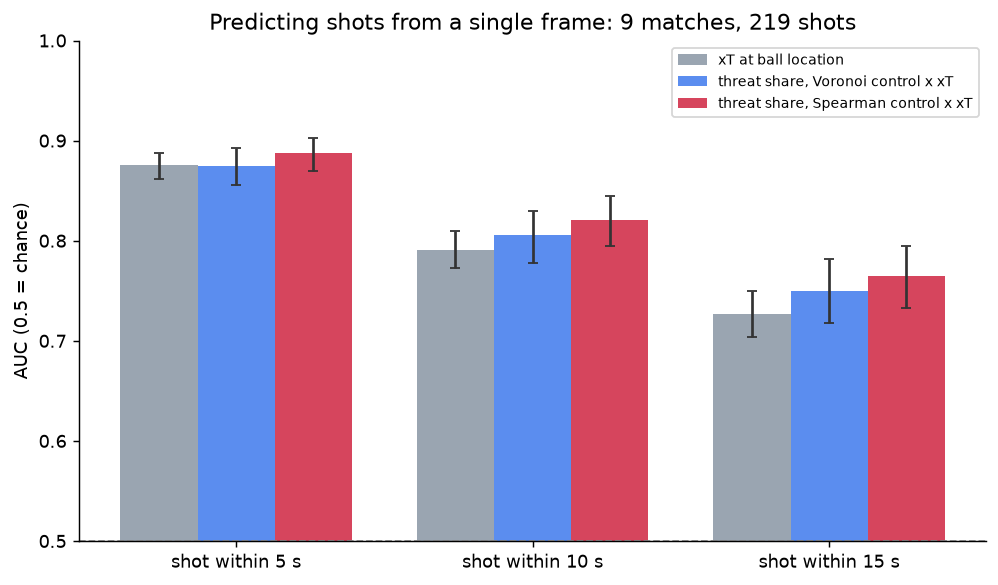 Predicting shots from a single frame: 9 matches, 219 shots
xT at ball location
threat share, Voronoi control x xT
threat share, Spearman control x xT
AUC (0.5 = chance)
1.0
0.9
0.8
0.7
0.6
0.5
shot within 5 s
shot within 10 s
shot within 15 s